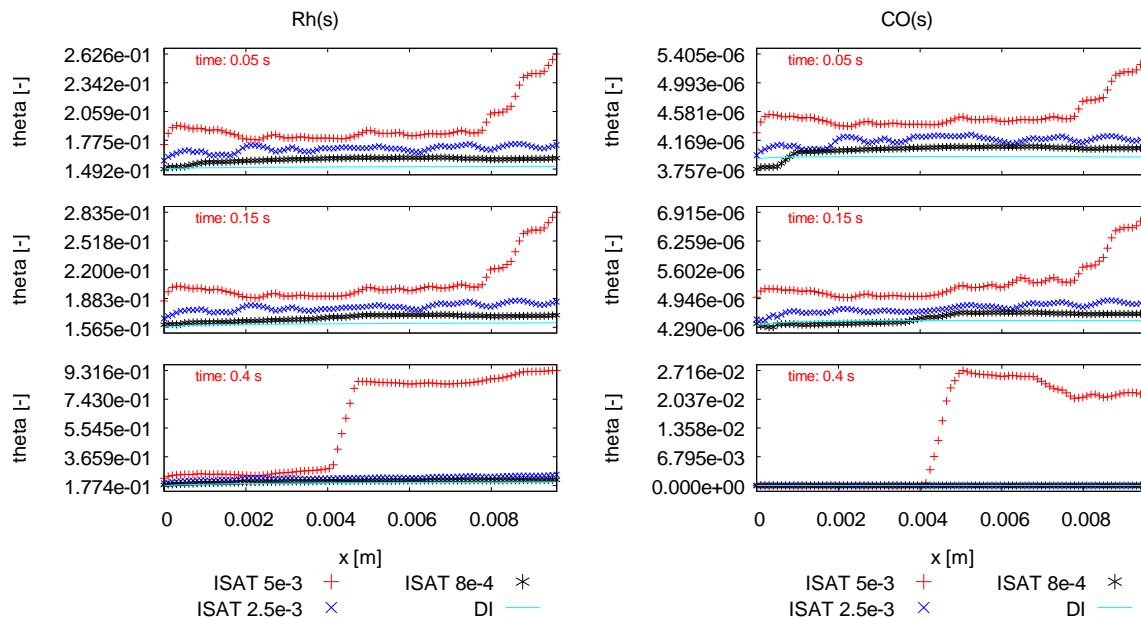 Rh(s)
2.626e-01
2.342e-01
2.059e-01
1.775e-01
1.492e-01
theta [-]
time: 0.05 s
2.835e-01
2.518e-01
2.200e-01
1.883e-01
1.565e-01
theta [-]
time: 0.15 s
9.316e-01
7.430e-01
5.545e-01
3.659e-01
1.774e-01
theta [-]
time: 0.4 s
0 0.002 0.004 0.006 0.008
x [m]
ISAT 5e-3 ISAT 8e-4
ISAT 2.5e-3 DI
CO(s)
5.405e-06
4.993e-06
4.581e-06
4.169e-06
3.757e-06
theta [-]
time: 0.05 s
6.915e-06
6.259e-06
5.602e-06
4.946e-06
4.290e-06
theta [-]
time: 0.15 s
2.716e-02
2.037e-02
1.358e-02
6.795e-03
0.000e+00
theta [-]
time: 0.4 s
0 0.002 0.004 0.006 0.008
x [m]
ISAT 5e-3 ISAT 8e-4
ISAT 2.5e-3 DI